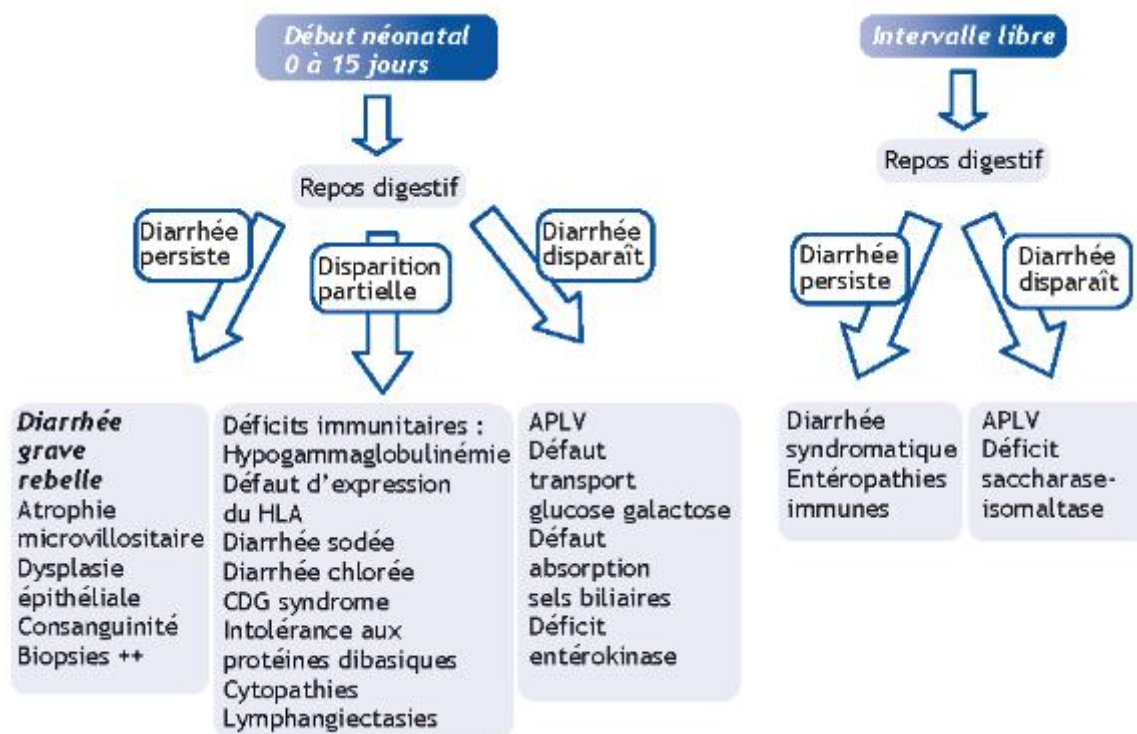 Début néonatal
0 à 15 jours
Repos digestif
Diarrhée
persiste
Disparition
partielle
Diarrhée
disparaît
Diarrhée
grave
rebelle
Atrophie
microvillositaire
Dysplasie
épithéliale
Consanguinité
Biopsies ++
Déficits immunitaires :
Hypogammaglobulinémie
Défaut d'expression
du HLA
Diarrhée sodée
Diarrhée chlorée
CDG syndrome
Intolérance aux
protéines dibasiques
Cytopathies
Lymphangiectasies
APLV
Défaut
transport
glucose galactose
Défaut
absorption
sels biliaires
Déficit
entérokinase
Intervalle libre
Repos digestif
Diarrhée
persiste
Diarrhée
disparaît
Diarrhée
syndromatique
Entéropathies
immunes
APLV
Déficit
saccharase-
isomaltase